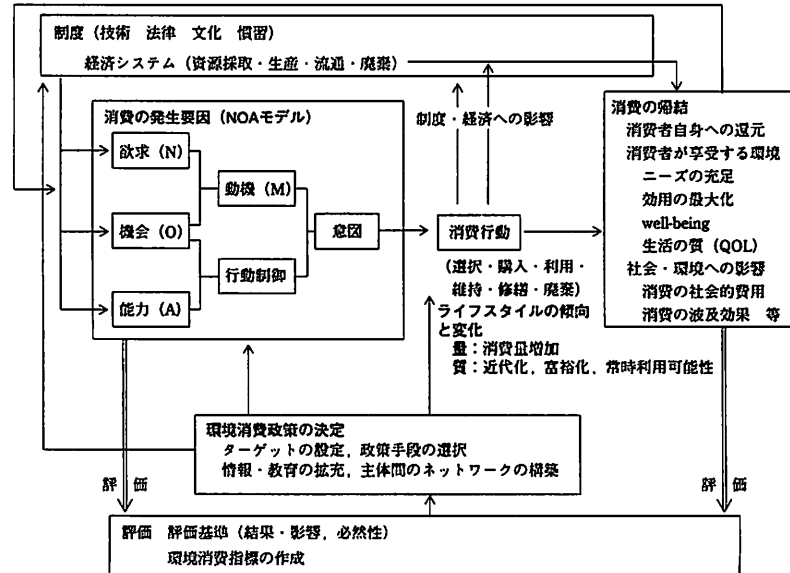 制度（技術　法律　文化　慣習）
経済システム（資源採取・生産・流通・廃棄）
消費の発生要因（NOAモデル）
欲求（N）
機会（O）
能力（A）
動機（M）
行動制御
意図
制度・経済への影響
消費行動
（選択・購入・利用・
維持・修繕・廃棄）
ライフスタイルの傾向
と変化
量：消費量増加
質：近代化，富裕化，常時利用可能性
消費の帰結
消費者自身への還元
消費者が享受する環境
ニーズの充足
効用の最大化
well-being
生活の質（QOL）
社会・環境への影響
消費の社会的費用
消費の波及効果　等
環境消費政策の決定
ターゲットの設定，政策手段の選択
情報・教育の拡充，主体間のネットワークの構築
評　価
評　価
評価　評価基準（結果・影響，必然性）
環境消費指標の作成